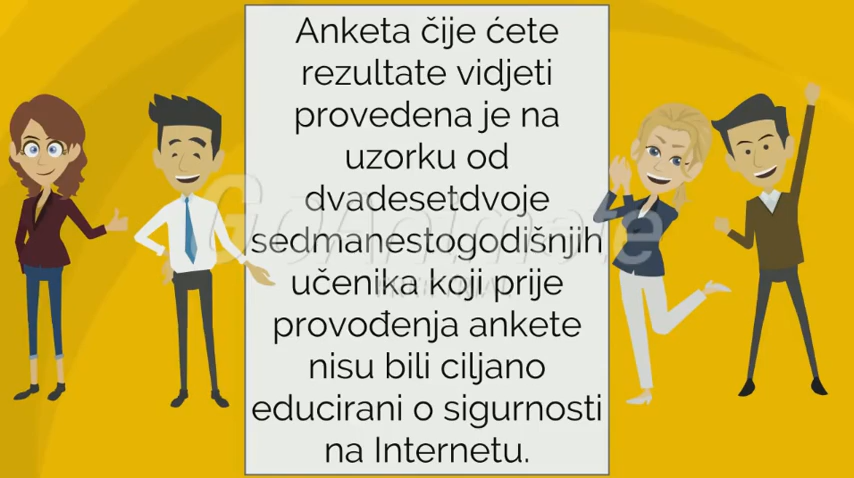 Anketa čije ćete
rezultate vidjeti
provedena je na
uzorku od
dvadesetdvoje
sedmanestogodišnjih
učenika koji prije
provođenja ankete
nisu bili ciljano
educirani o sigurnosti
na Internetu.
GoAnimate